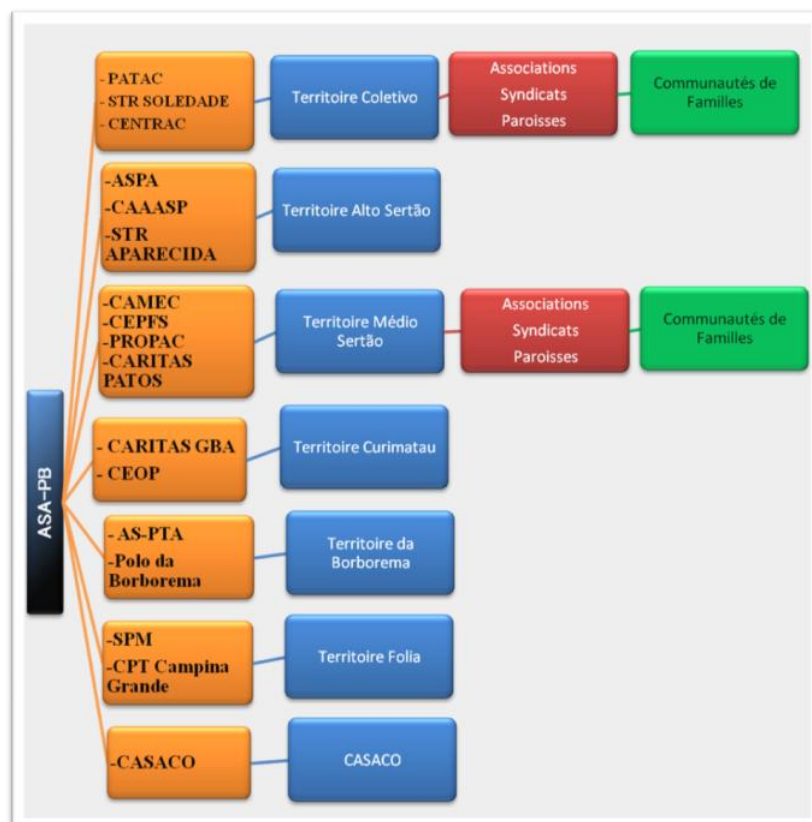 - PATAC
- STR SOLEDADE
- CENTRAC
Territoire Coletivo
Associations
Syndicats
Paroisses
Communautés de
Familles
-ASPA
-CAAASP
-STR
APARECIDA
Territoire Alto Sertão
-CAMEC
-CEPFS
-PROPAC
-CARITAS
PATOS
Territoire Médio
Sertão
Associations
Syndicats
Paroisses
Communautés de
Familles
ASA-PB
- CARITAS GBA
- CEOP
Territoire Curimatau
- AS-PTA
-Polo da
Borborema
Territoire da
Borborema
-SPM
-CPT Campina
Grande
Territoire Folia
-CASACO
CASACO